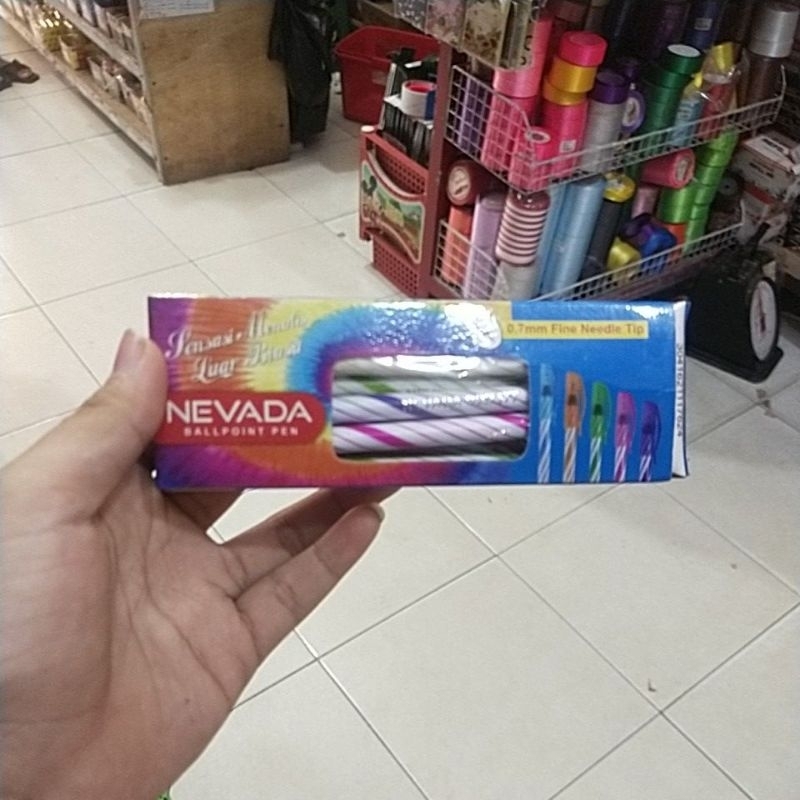 Sensasi Menulis
Luar Biasa
0.7mm Fine Needle Tip
NEVADA
BALLPOINT PEN